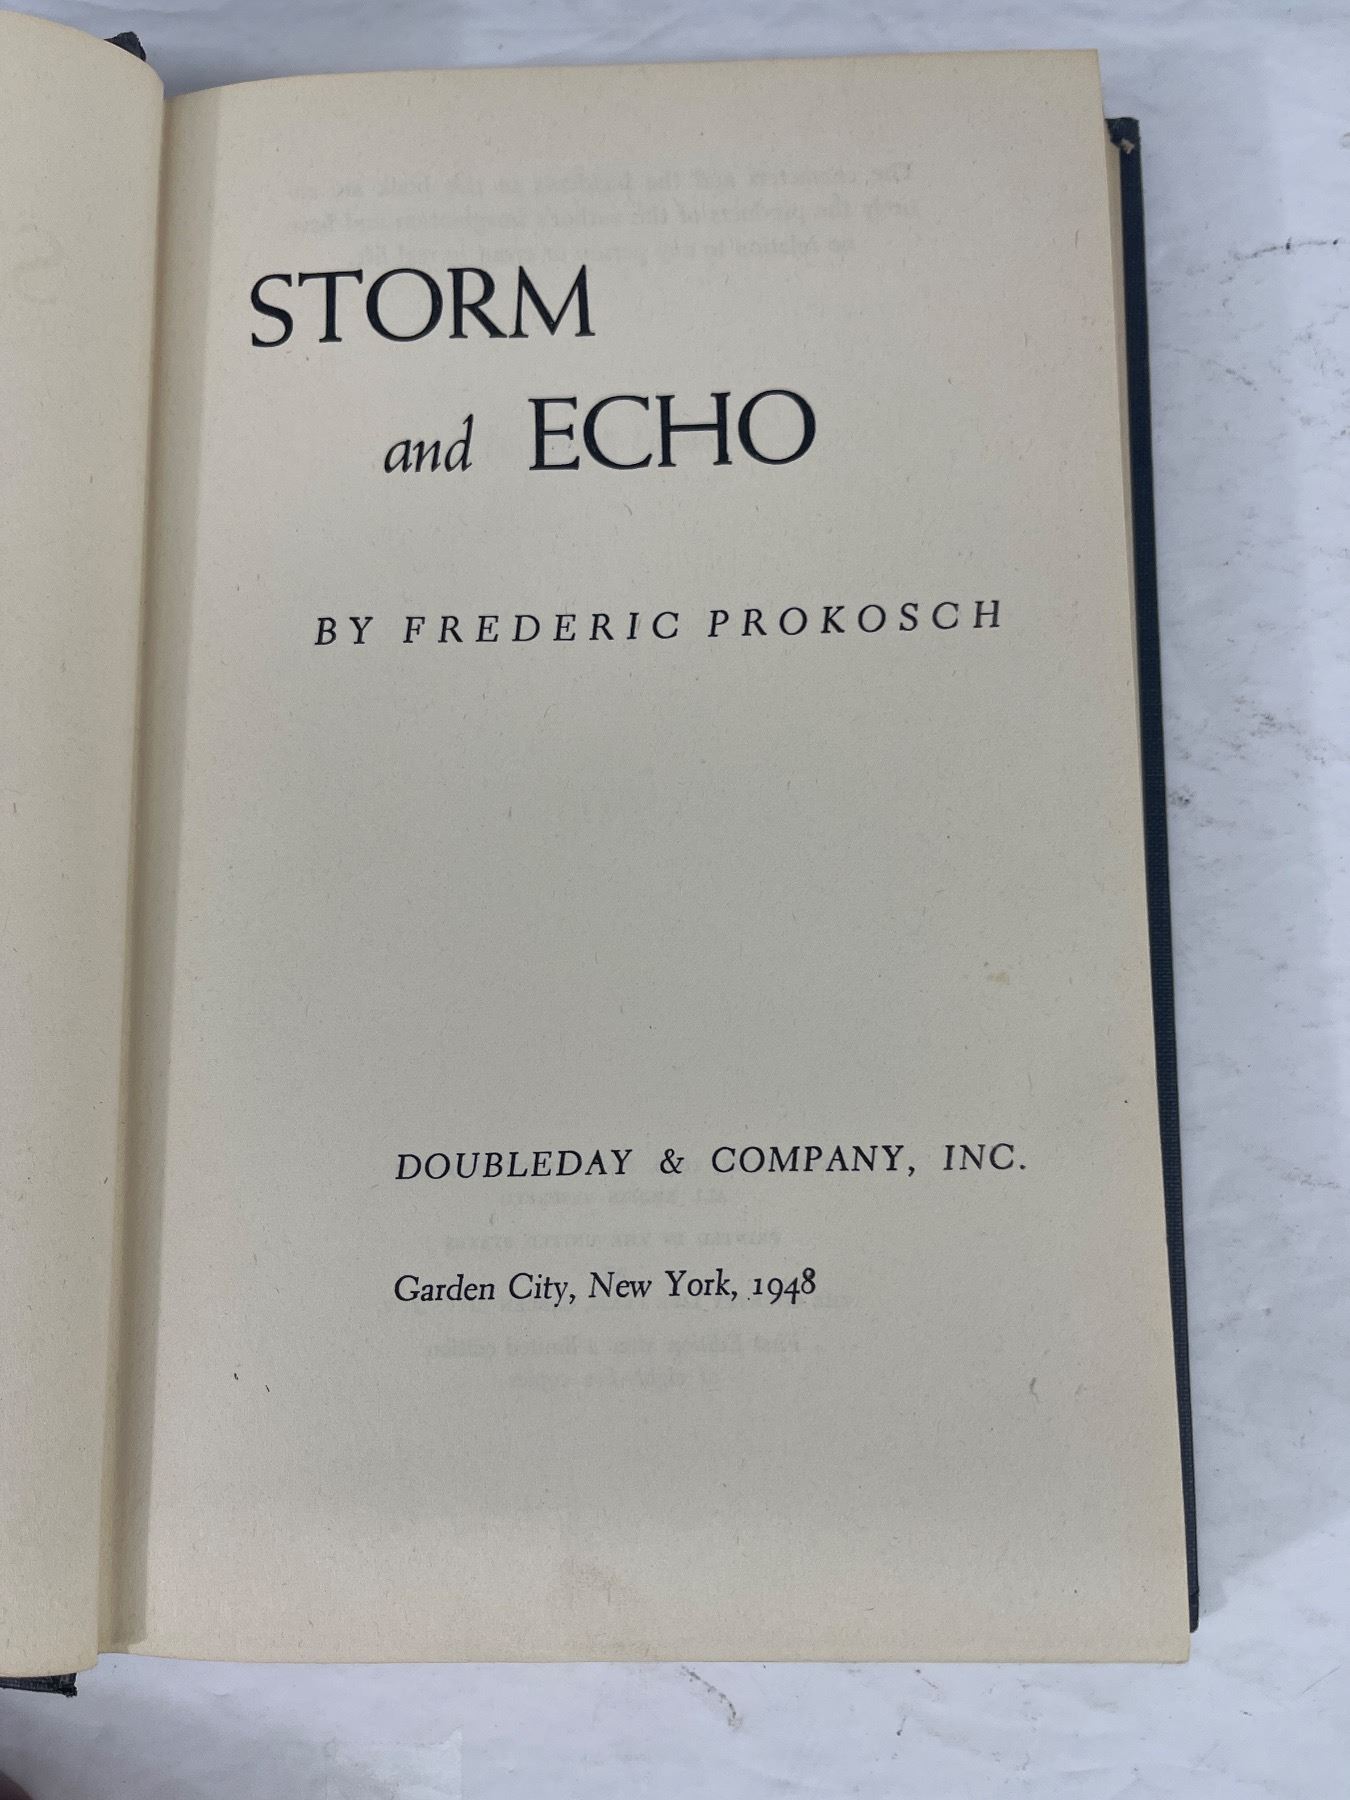 STORM
and ECHO
BY FREDERIC PROKOSCH
DOUBLEDAY & COMPANY, INC.
Garden City, New York, 1948